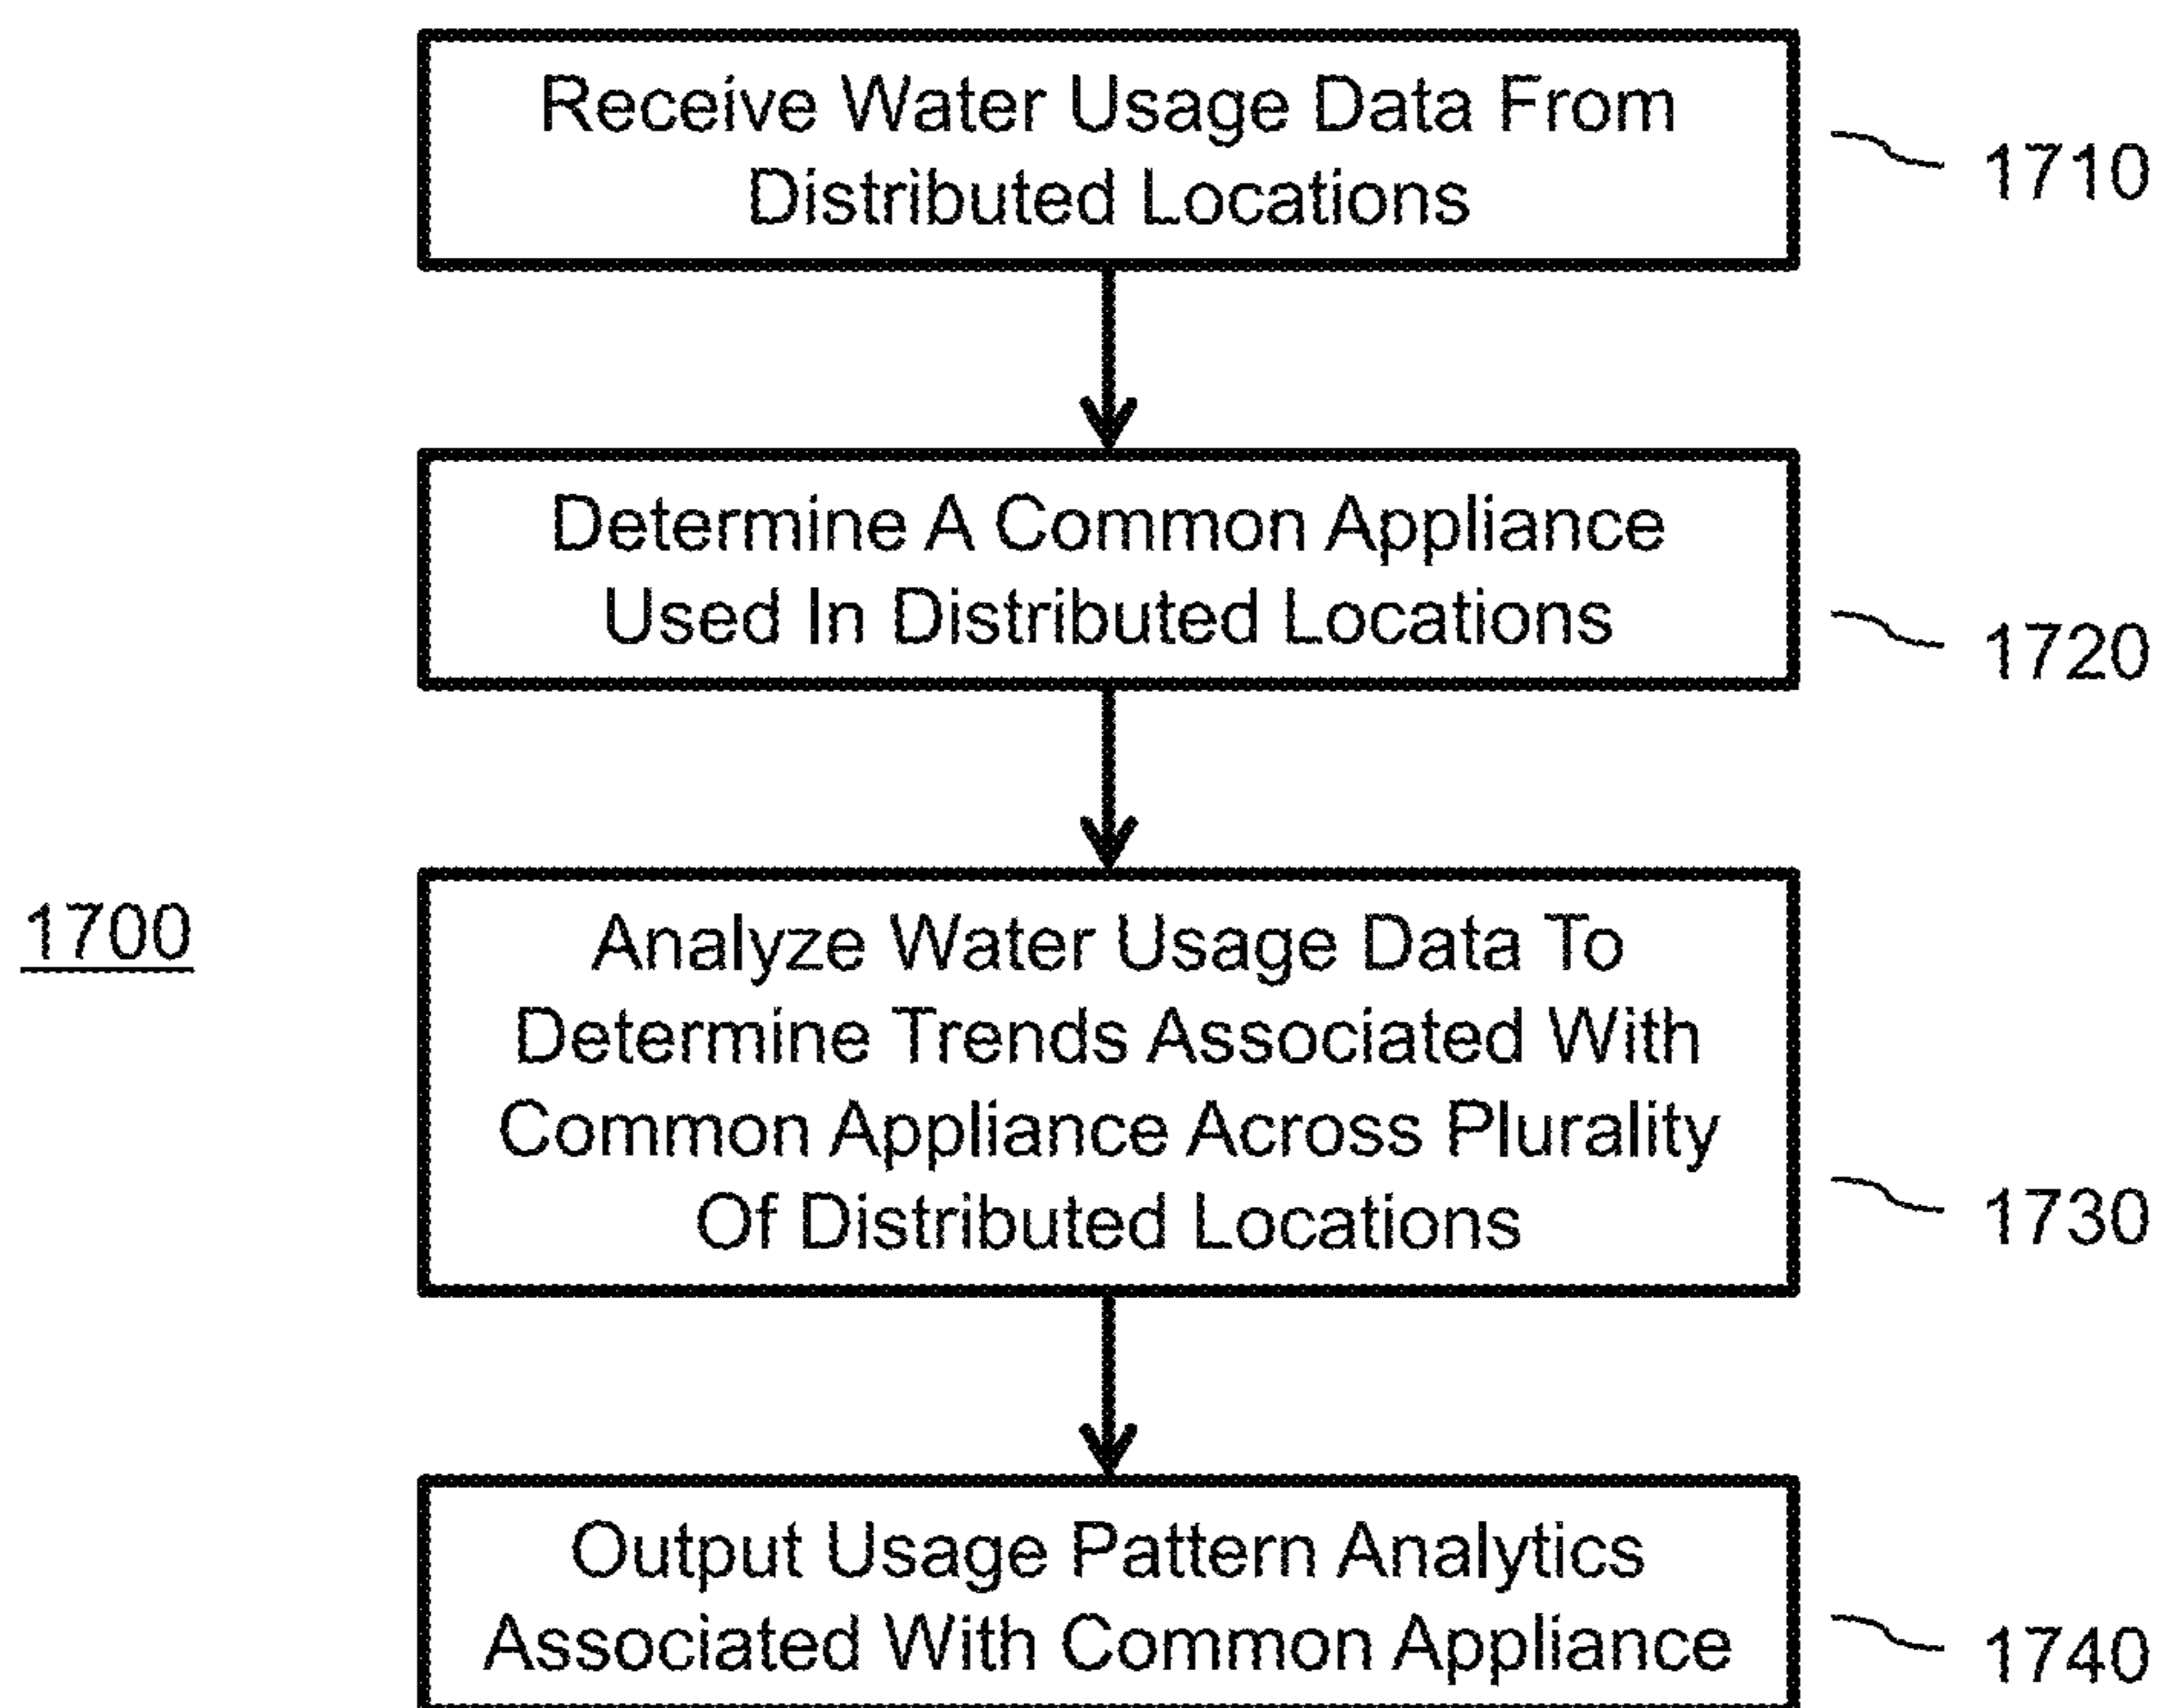 Receive Water Usage Data From
Distributed Locations
1710
Determine A Common Appliance
Used In Distributed Locations
1720
1700
Analyze Water Usage Data To
Determine Trends Associated With
Common Appliance Across Plurality
Of Distributed Locations
1730
Output Usage Pattern Analytics
Associated With Common Appliance
1740